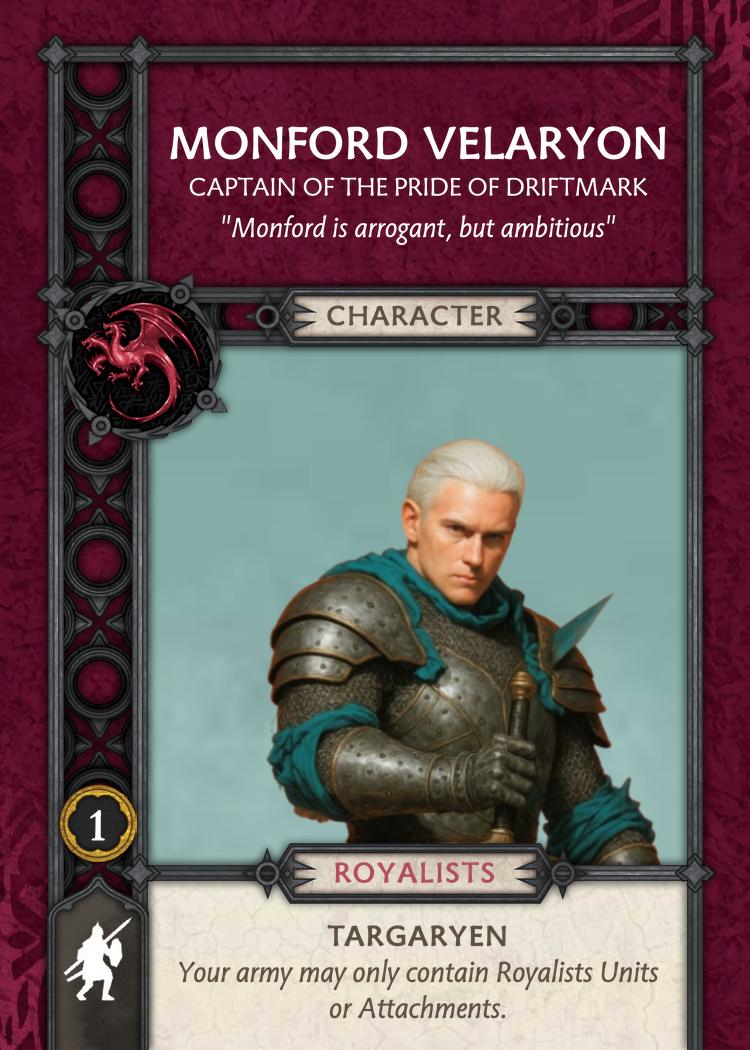 MONFORD VELARYON
CAPTAIN OF THE PRIDE OF DRIFTMARK
"Monford is arrogant, but ambitious"
CHARACTER
1
ROYALISTS
TARGARYEN
Your army may only contain Royalists Units
or Attachments.